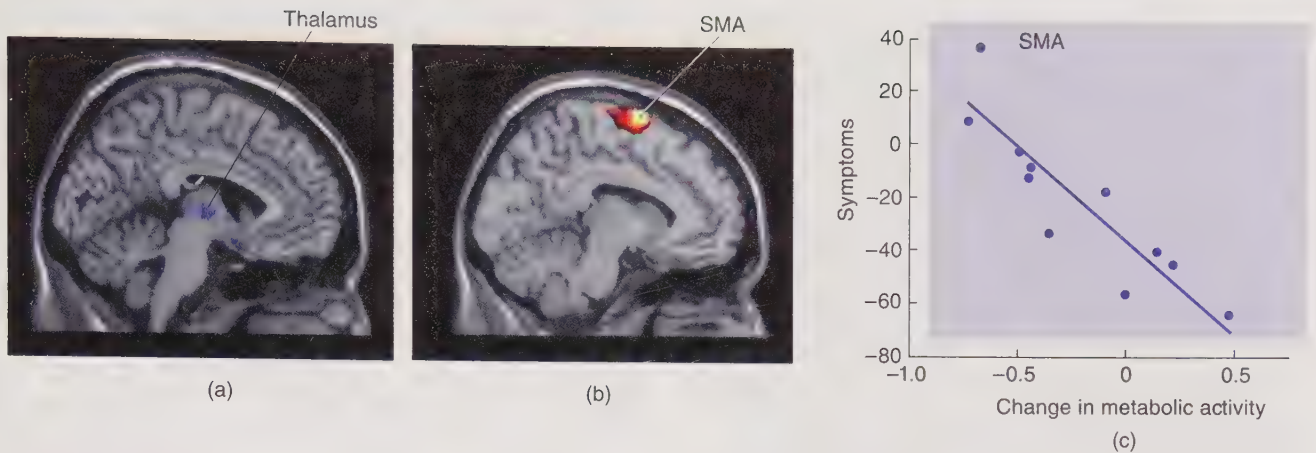 Thalamus
(a)
SMA
(b)
SMA
Symptoms
40
20
0
−20
−40
−60
−80
−1.0
−0.5
0
0.5
Change in metabolic activity
(c)